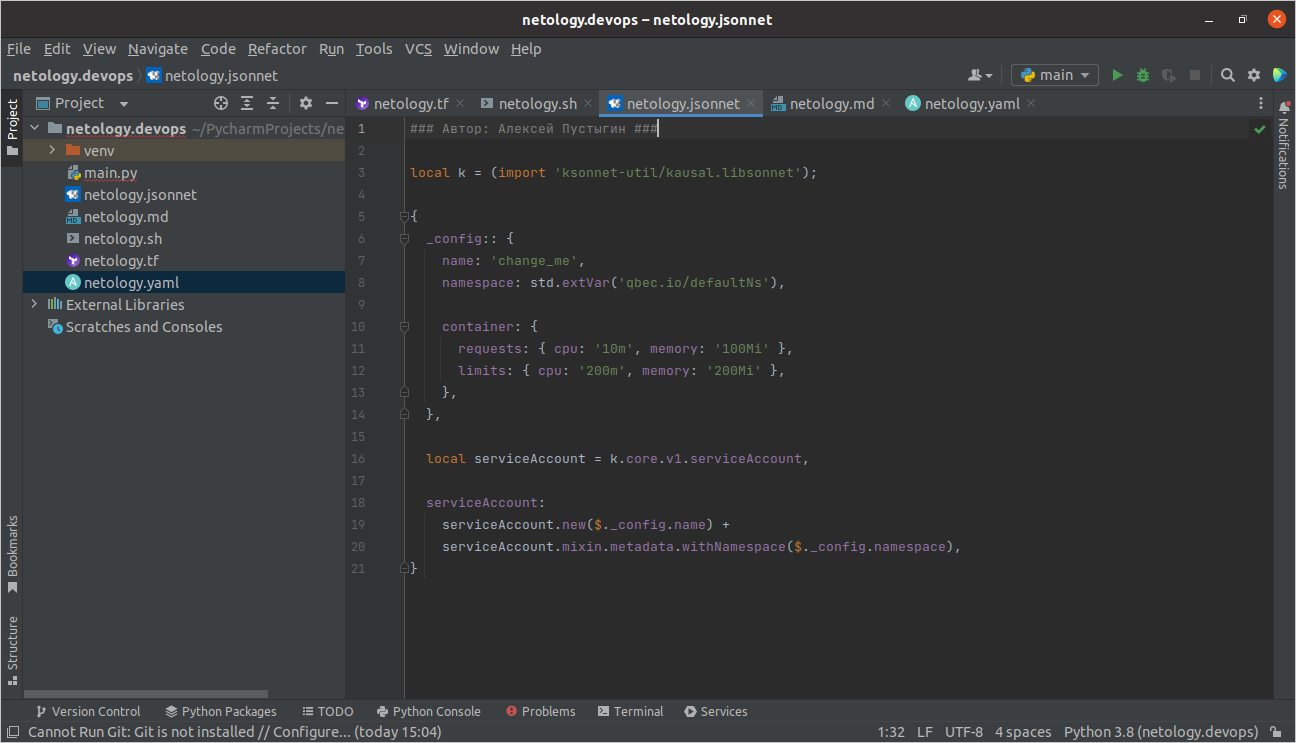 netology.devops – netology.jsonnet
File Edit View Navigate Code Refactor Run Tools VCS Window Help
netology.devops netology.jsonnet
main
Project
netology.tf
netology.sh
netology.jsonnet
netology.md
netology.yaml
Project
netology.devops ~/PycharmProjects/ne
venv
main.py
netology.jsonnet
netology.md
netology.sh
netology.tf
netology.yaml
External Libraries
Scratches and Consoles
1 ### Автор: Алексей Пустыгин ###
2
3 local k = (import 'ksonnet-util/kausal.libsonnet');
4
5 {
6   _config:: {
7     name: 'change_me',
8     namespace: std.extVar('qbec.io/defaultNs'),
9
10     container: {
11       requests: { cpu: '10m', memory: '100Mi' },
12       limits: { cpu: '200m', memory: '200Mi' },
13     },
14   },
15
16   local serviceAccount = k.core.v1.serviceAccount,
17
18   serviceAccount:
19     serviceAccount.new($._config.name) +
20     serviceAccount.mixin.metadata.withNamespace($._config.namespace),
21 }
Notifications
Bookmarks
Structure
Version Control Python Packages TODO Python Console Problems Terminal Services
Cannot Run Git: Git is not installed // Configure... (today 15:04) 1:32 LF UTF-8 4 spaces Python 3.8 (netology.devops)